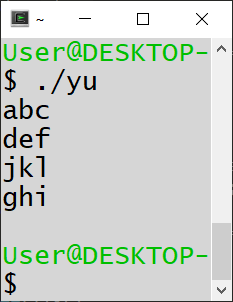 ~
User@DESKTOP-
$ ./yu
abc
def
jkl
ghi
User@DESKTOP-
$